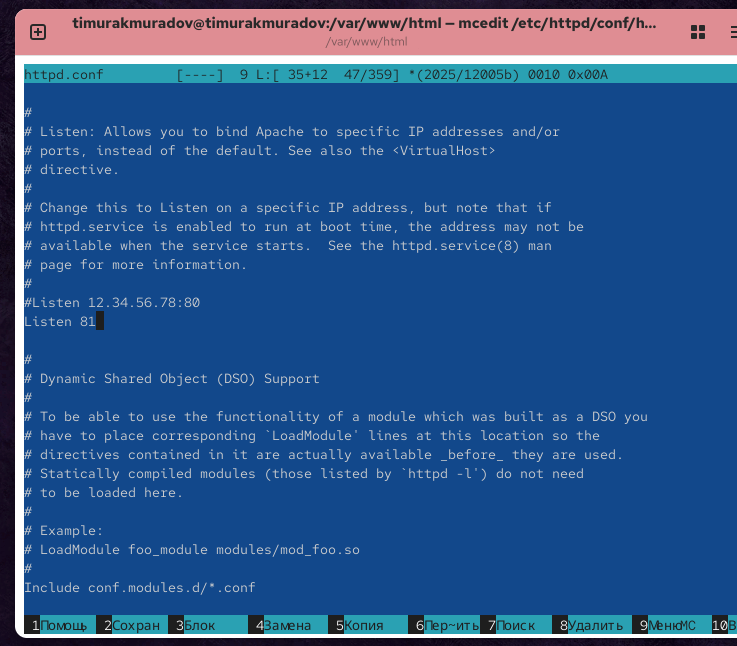 timurakmuradov@timurakmuradov:/var/www/html — mcedit /etc/httpd/conf/h...
/var/www/html
httpd.conf         [----]  9 L:[ 35+12  47/359] *(2025/12005b) 0010 0x00A
#
# Listen: Allows you to bind Apache to specific IP addresses and/or
# ports, instead of the default. See also the <VirtualHost>
# directive.
#
# Change this to Listen on a specific IP address, but note that if
# httpd.service is enabled to run at boot time, the address may not be
# available when the service starts.  See the httpd.service(8) man
# page for more information.
#
#Listen 12.34.56.78:80
Listen 81
#
# Dynamic Shared Object (DSO) Support
#
# To be able to use the functionality of a module which was built as a DSO you
# have to place corresponding `LoadModule' lines at this location so the
# directives contained in it are actually available _before_ they are used.
# Statically compiled modules (those listed by `httpd -l') do not need
# to be loaded here.
#
# Example:
# LoadModule foo_module modules/mod_foo.so
#
Include conf.modules.d/*.conf
1Помощь 2Сохран 3Блок 4Замена 5Копия 6Пер~ить 7Поиск 8Удалить 9МенюMC 10В